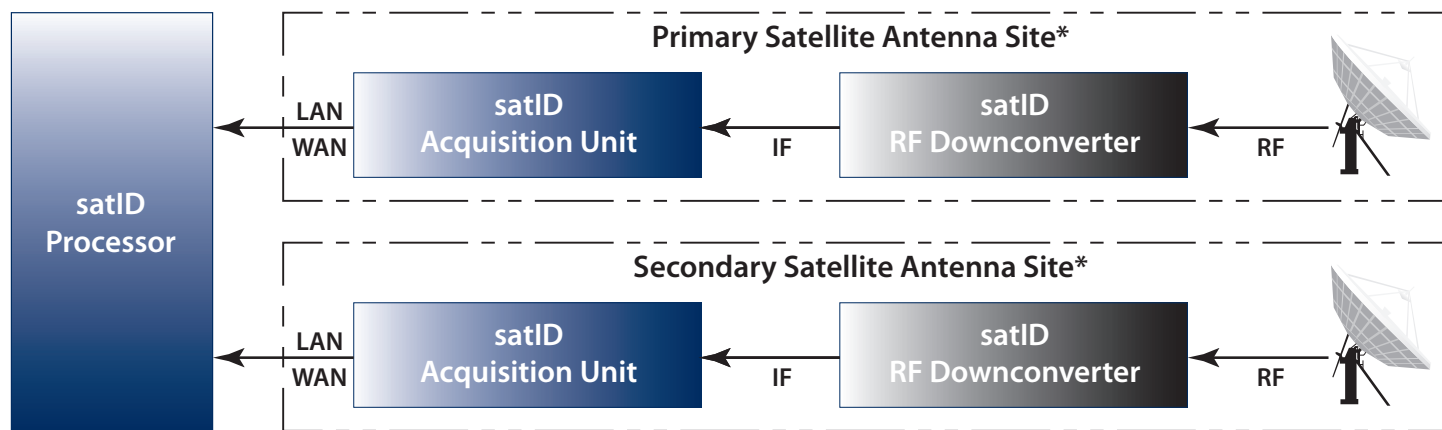 satID
Processor
Primary Satellite Antenna Site*
LAN
WAN
satID
Acquisition Unit
IF
satID
RF Downconverter
RF
Secondary Satellite Antenna Site*
LAN
WAN
satID
Acquisition Unit
IF
satID
RF Downconverter
RF